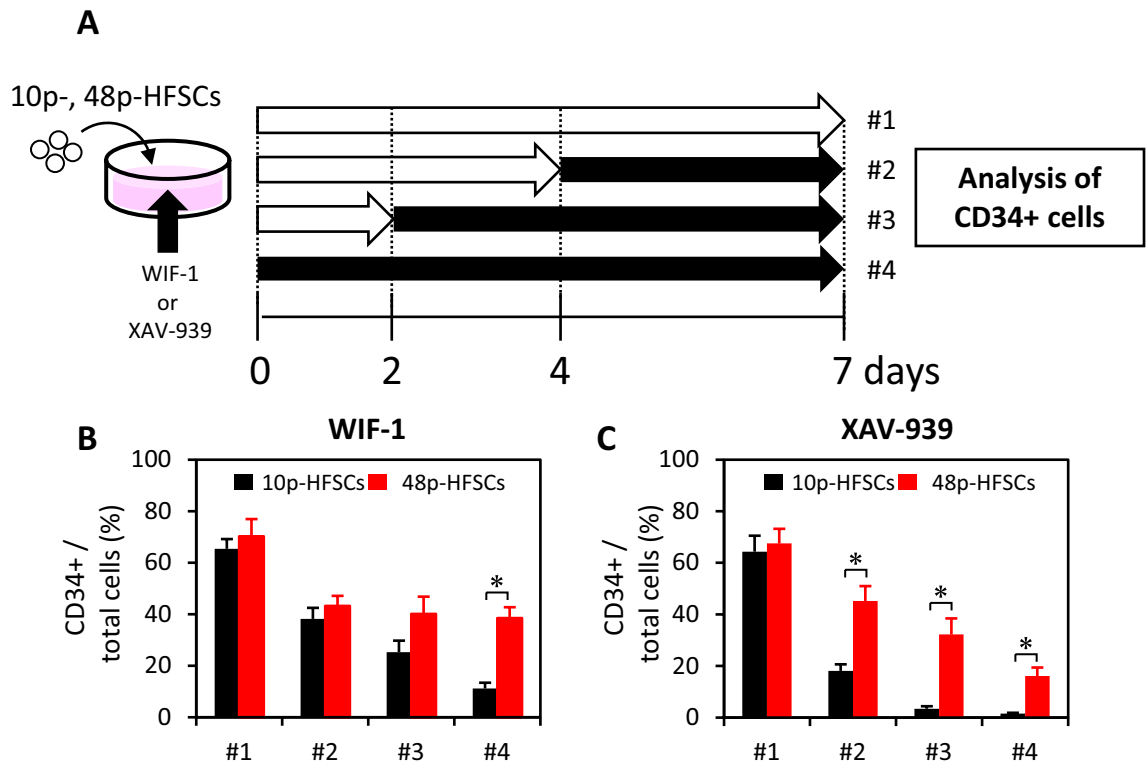 A
10p-, 48p-HFSCs
WIF-1
or
XAV-939
#1
#2
#3
#4
Analysis of
CD34+ cells
0 2 4 7 days
B WIF-1
CD34+ /
total cells (%)
100
80
60
40
20
0
10p-HFSCs 48p-HFSCs
*
#1 #2 #3 #4
C XAV-939
CD34+ /
total cells (%)
100
80
60
40
20
0
10p-HFSCs 48p-HFSCs
* * *
#1 #2 #3 #4